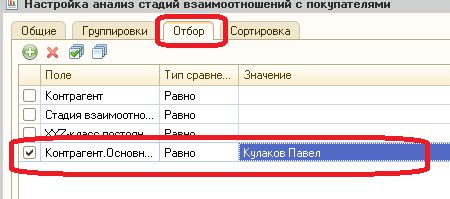 Настройка анализ стадий взаимоотношений с покупателями
Общие Группировки Отбор Сортировка
Поле Тип сравне... Значение
Контрагент Равно
Стадия взаимоотно... Равно
XYZ-класс постоян... Равно
Контрагент.Основн... Равно Кулаков Павел